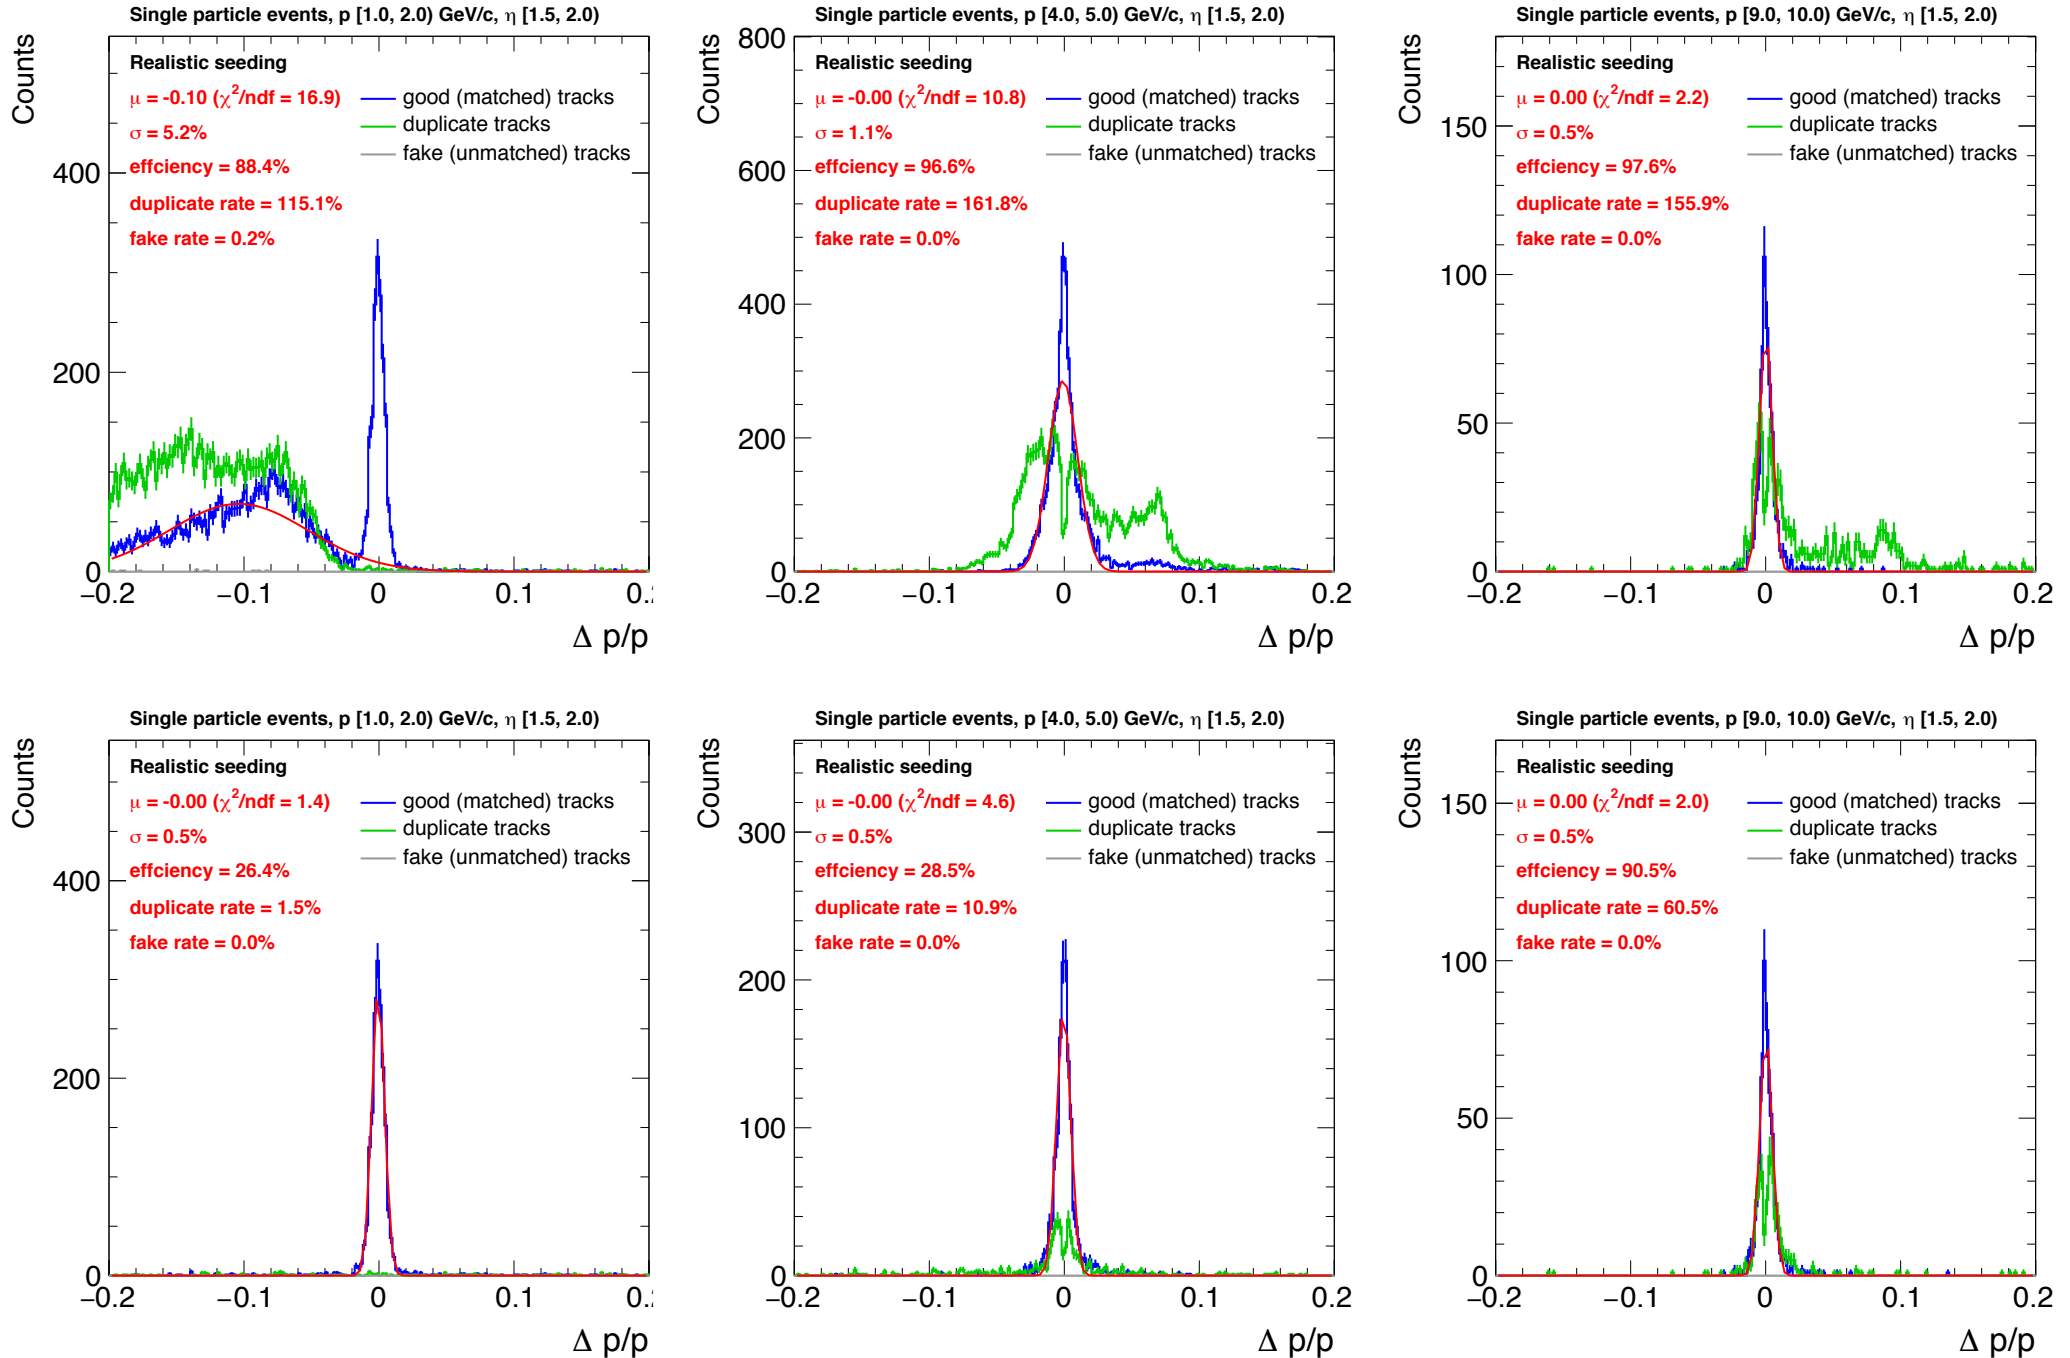 Single particle events, p [1.0, 2.0) GeV/c, η [1.5, 2.0)
Counts
Realistic seeding
μ = -0.10 (χ²/ndf = 16.9)
σ = 5.2%
effciency = 88.4%
duplicate rate = 115.1%
fake rate = 0.2%
good (matched) tracks
duplicate tracks
fake (unmatched) tracks
400
200
0
−0.2 −0.1 0 0.1 0.2
Δ p/p
Single particle events, p [4.0, 5.0) GeV/c, η [1.5, 2.0)
Counts
Realistic seeding
μ = -0.00 (χ²/ndf = 10.8)
σ = 1.1%
effciency = 96.6%
duplicate rate = 161.8%
fake rate = 0.0%
good (matched) tracks
duplicate tracks
fake (unmatched) tracks
800
600
400
200
0
−0.2 −0.1 0 0.1 0.2
Δ p/p
Single particle events, p [9.0, 10.0) GeV/c, η [1.5, 2.0)
Counts
Realistic seeding
μ = 0.00 (χ²/ndf = 2.2)
σ = 0.5%
effciency = 97.6%
duplicate rate = 155.9%
fake rate = 0.0%
good (matched) tracks
duplicate tracks
fake (unmatched) tracks
150
100
50
0
−0.2 −0.1 0 0.1 0.2
Δ p/p
Single particle events, p [1.0, 2.0) GeV/c, η [1.5, 2.0)
Counts
Realistic seeding
μ = -0.00 (χ²/ndf = 1.4)
σ = 0.5%
effciency = 26.4%
duplicate rate = 1.5%
fake rate = 0.0%
good (matched) tracks
duplicate tracks
fake (unmatched) tracks
400
200
0
−0.2 −0.1 0 0.1 0.2
Δ p/p
Single particle events, p [4.0, 5.0) GeV/c, η [1.5, 2.0)
Counts
Realistic seeding
μ = -0.00 (χ²/ndf = 4.6)
σ = 0.5%
effciency = 28.5%
duplicate rate = 10.9%
fake rate = 0.0%
good (matched) tracks
duplicate tracks
fake (unmatched) tracks
300
200
100
0
−0.2 −0.1 0 0.1 0.2
Δ p/p
Single particle events, p [9.0, 10.0) GeV/c, η [1.5, 2.0)
Counts
Realistic seeding
μ = 0.00 (χ²/ndf = 2.0)
σ = 0.5%
effciency = 90.5%
duplicate rate = 60.5%
fake rate = 0.0%
good (matched) tracks
duplicate tracks
fake (unmatched) tracks
150
100
50
0
−0.2 −0.1 0 0.1 0.2
Δ p/p